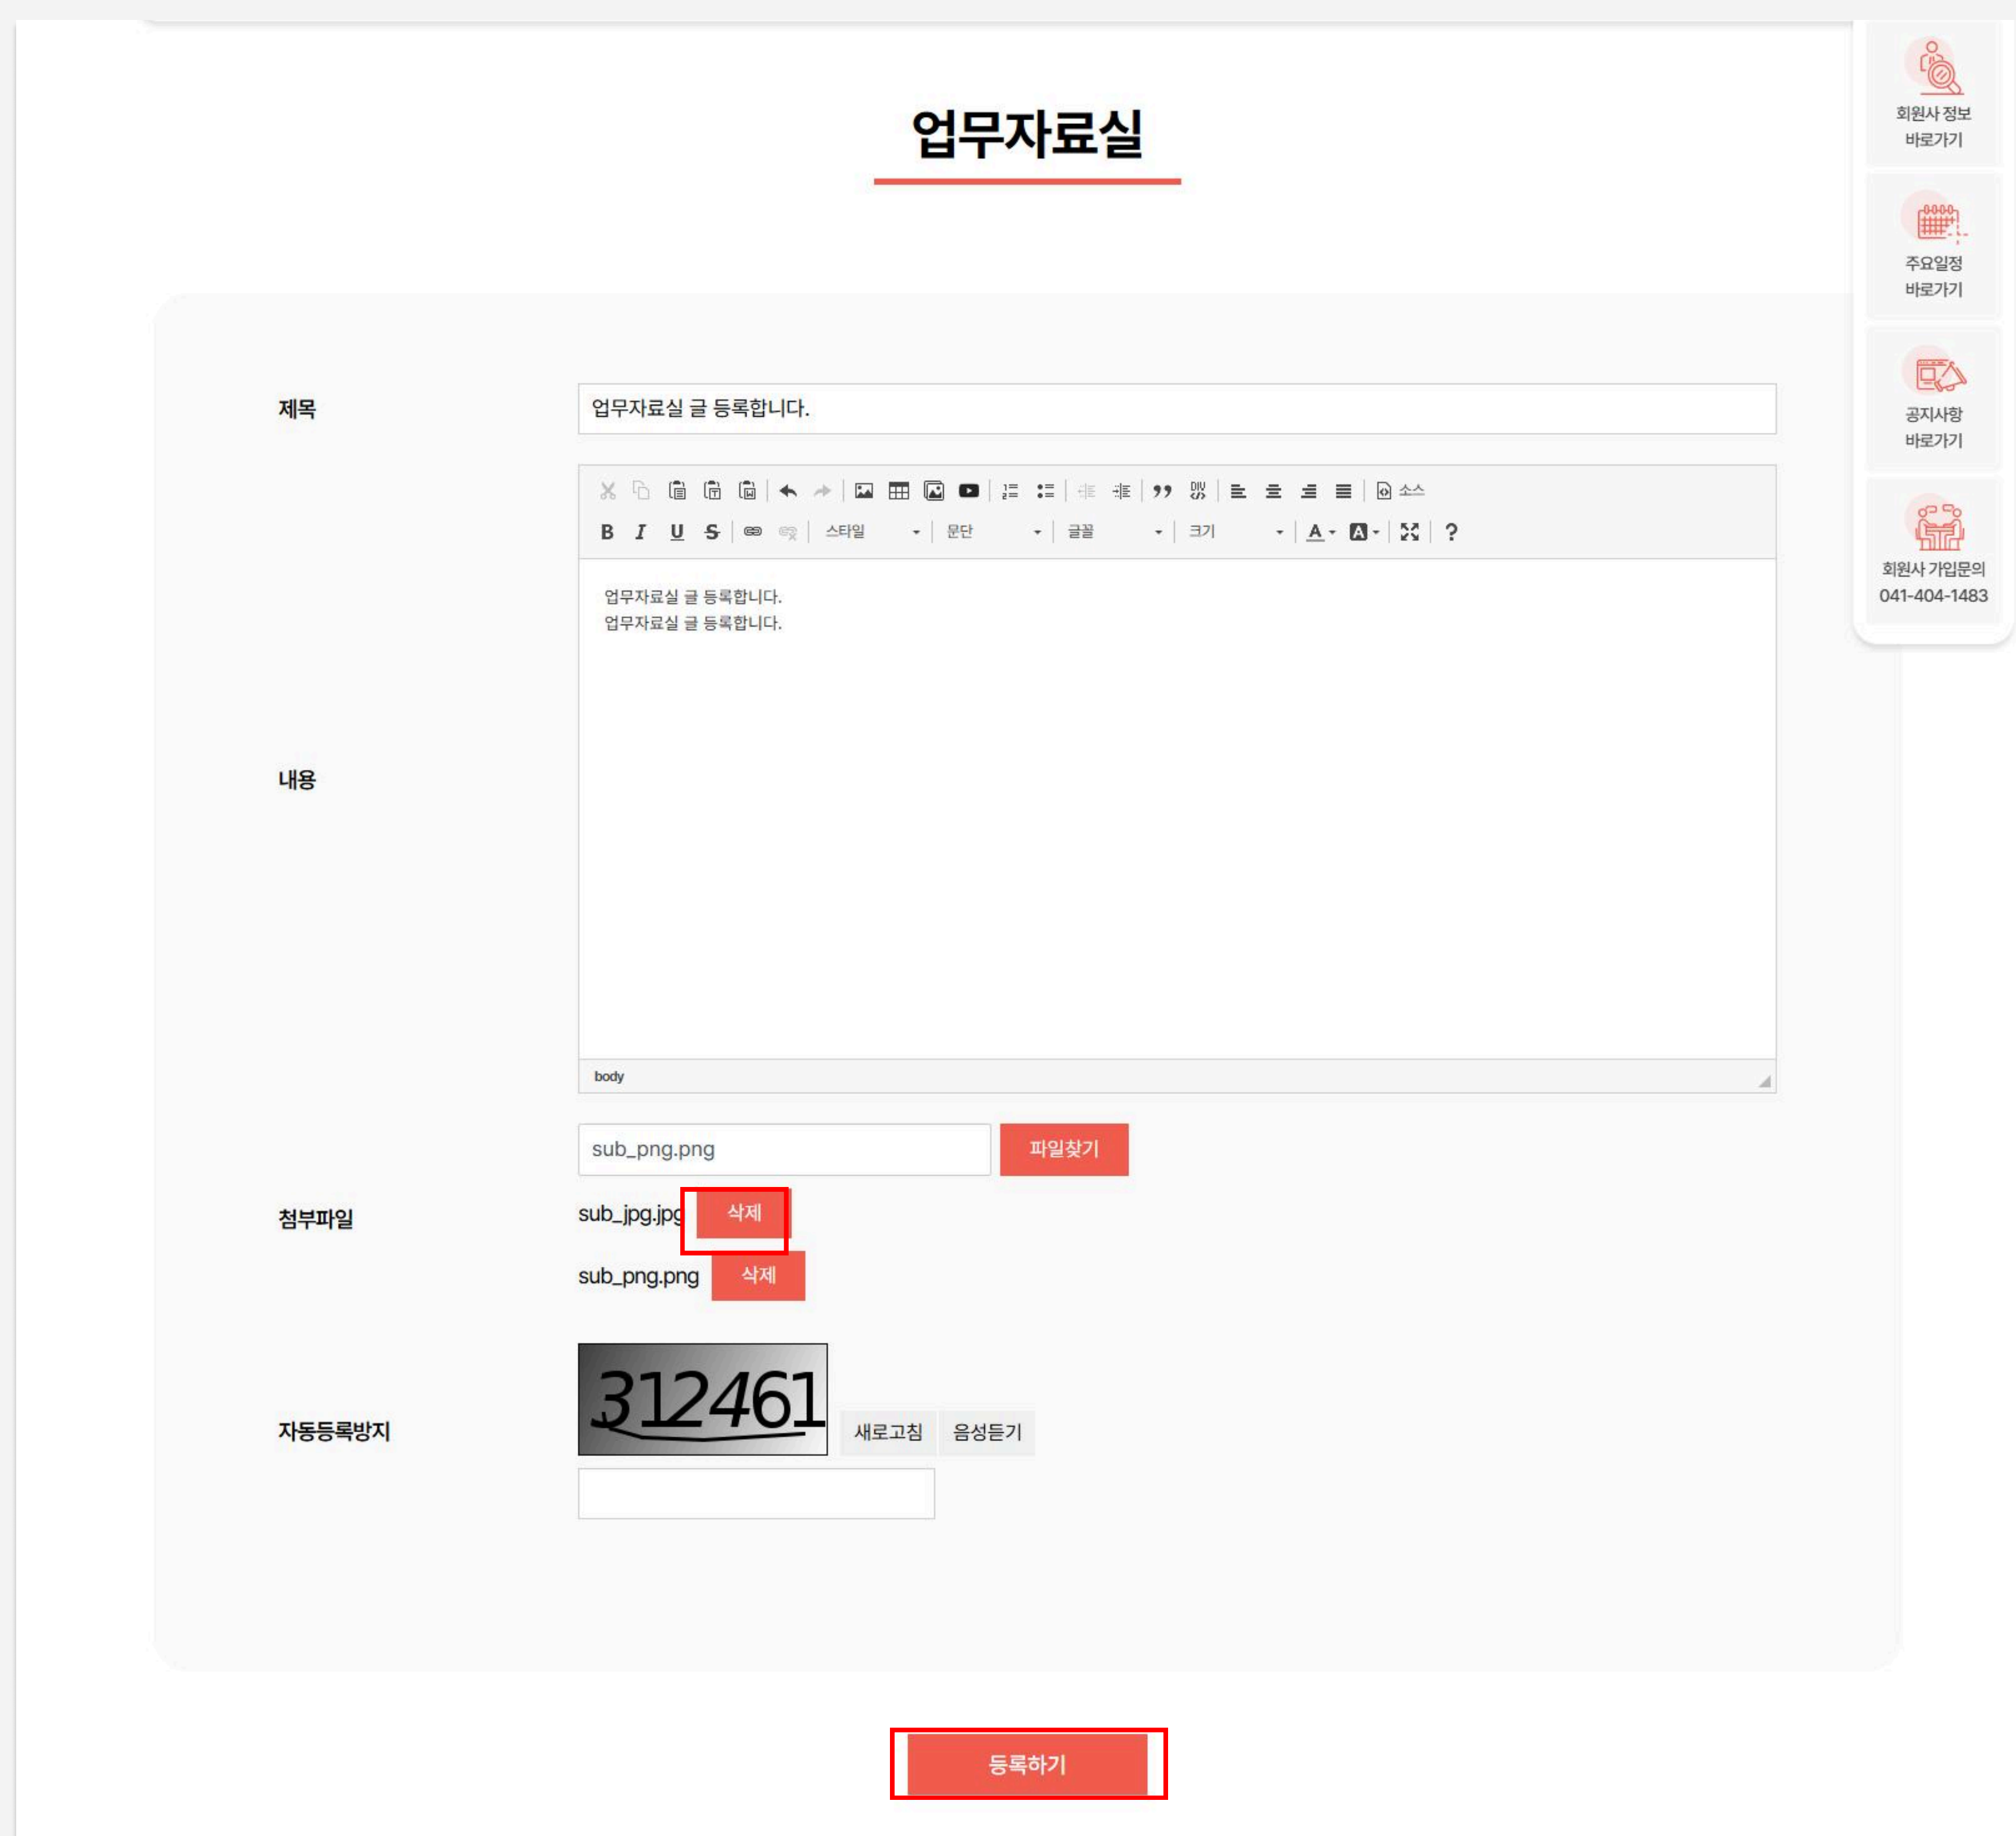 업무자료실
제목
업무자료실 글 등록합니다.
소스
B I U S 스타일 문단 글꼴 크기 A A ?
내용
업무자료실 글 등록합니다.
업무자료실 글 등록합니다.
body
sub_png.png 파일찾기
첨부파일
sub_jpg.jpg 삭제
sub_png.png 삭제
자동등록방지
312461
새로고침 음성듣기
등록하기
회원사 정보
바로가기
주요일정
바로가기
공지사항
바로가기
회원사 가입문의
041-404-1483